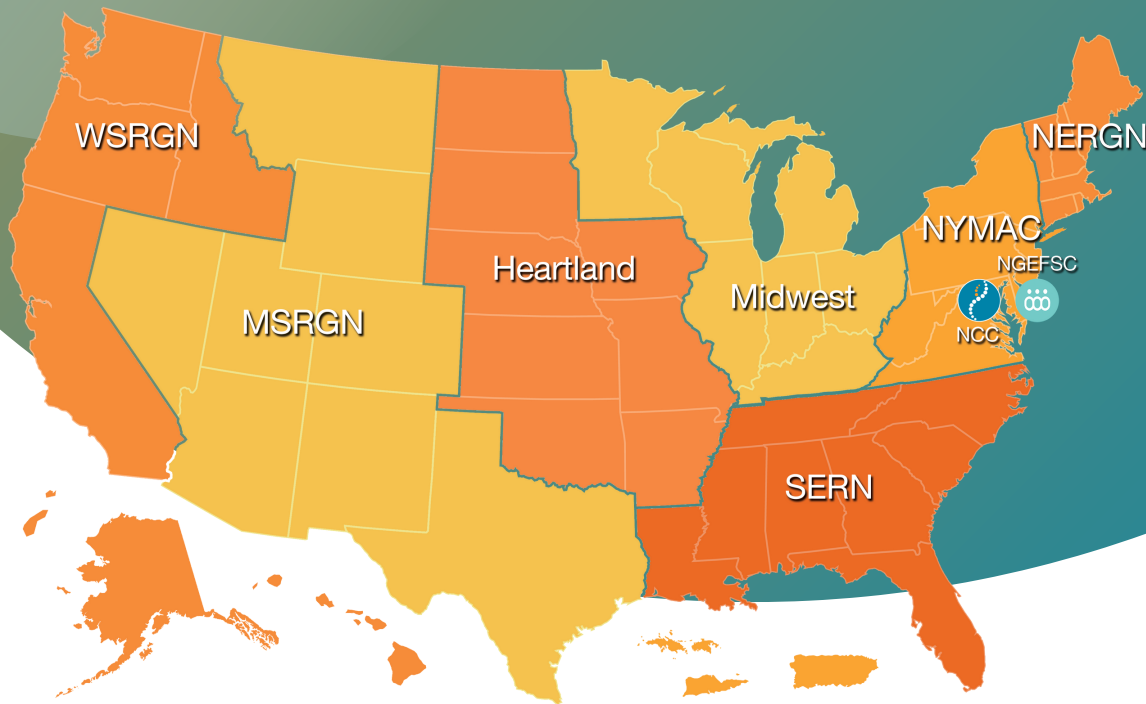 WSRGN
NERGN
NYMAC
NGEFSC
Heartland
Midwest
MSRGN
NCC
SERN